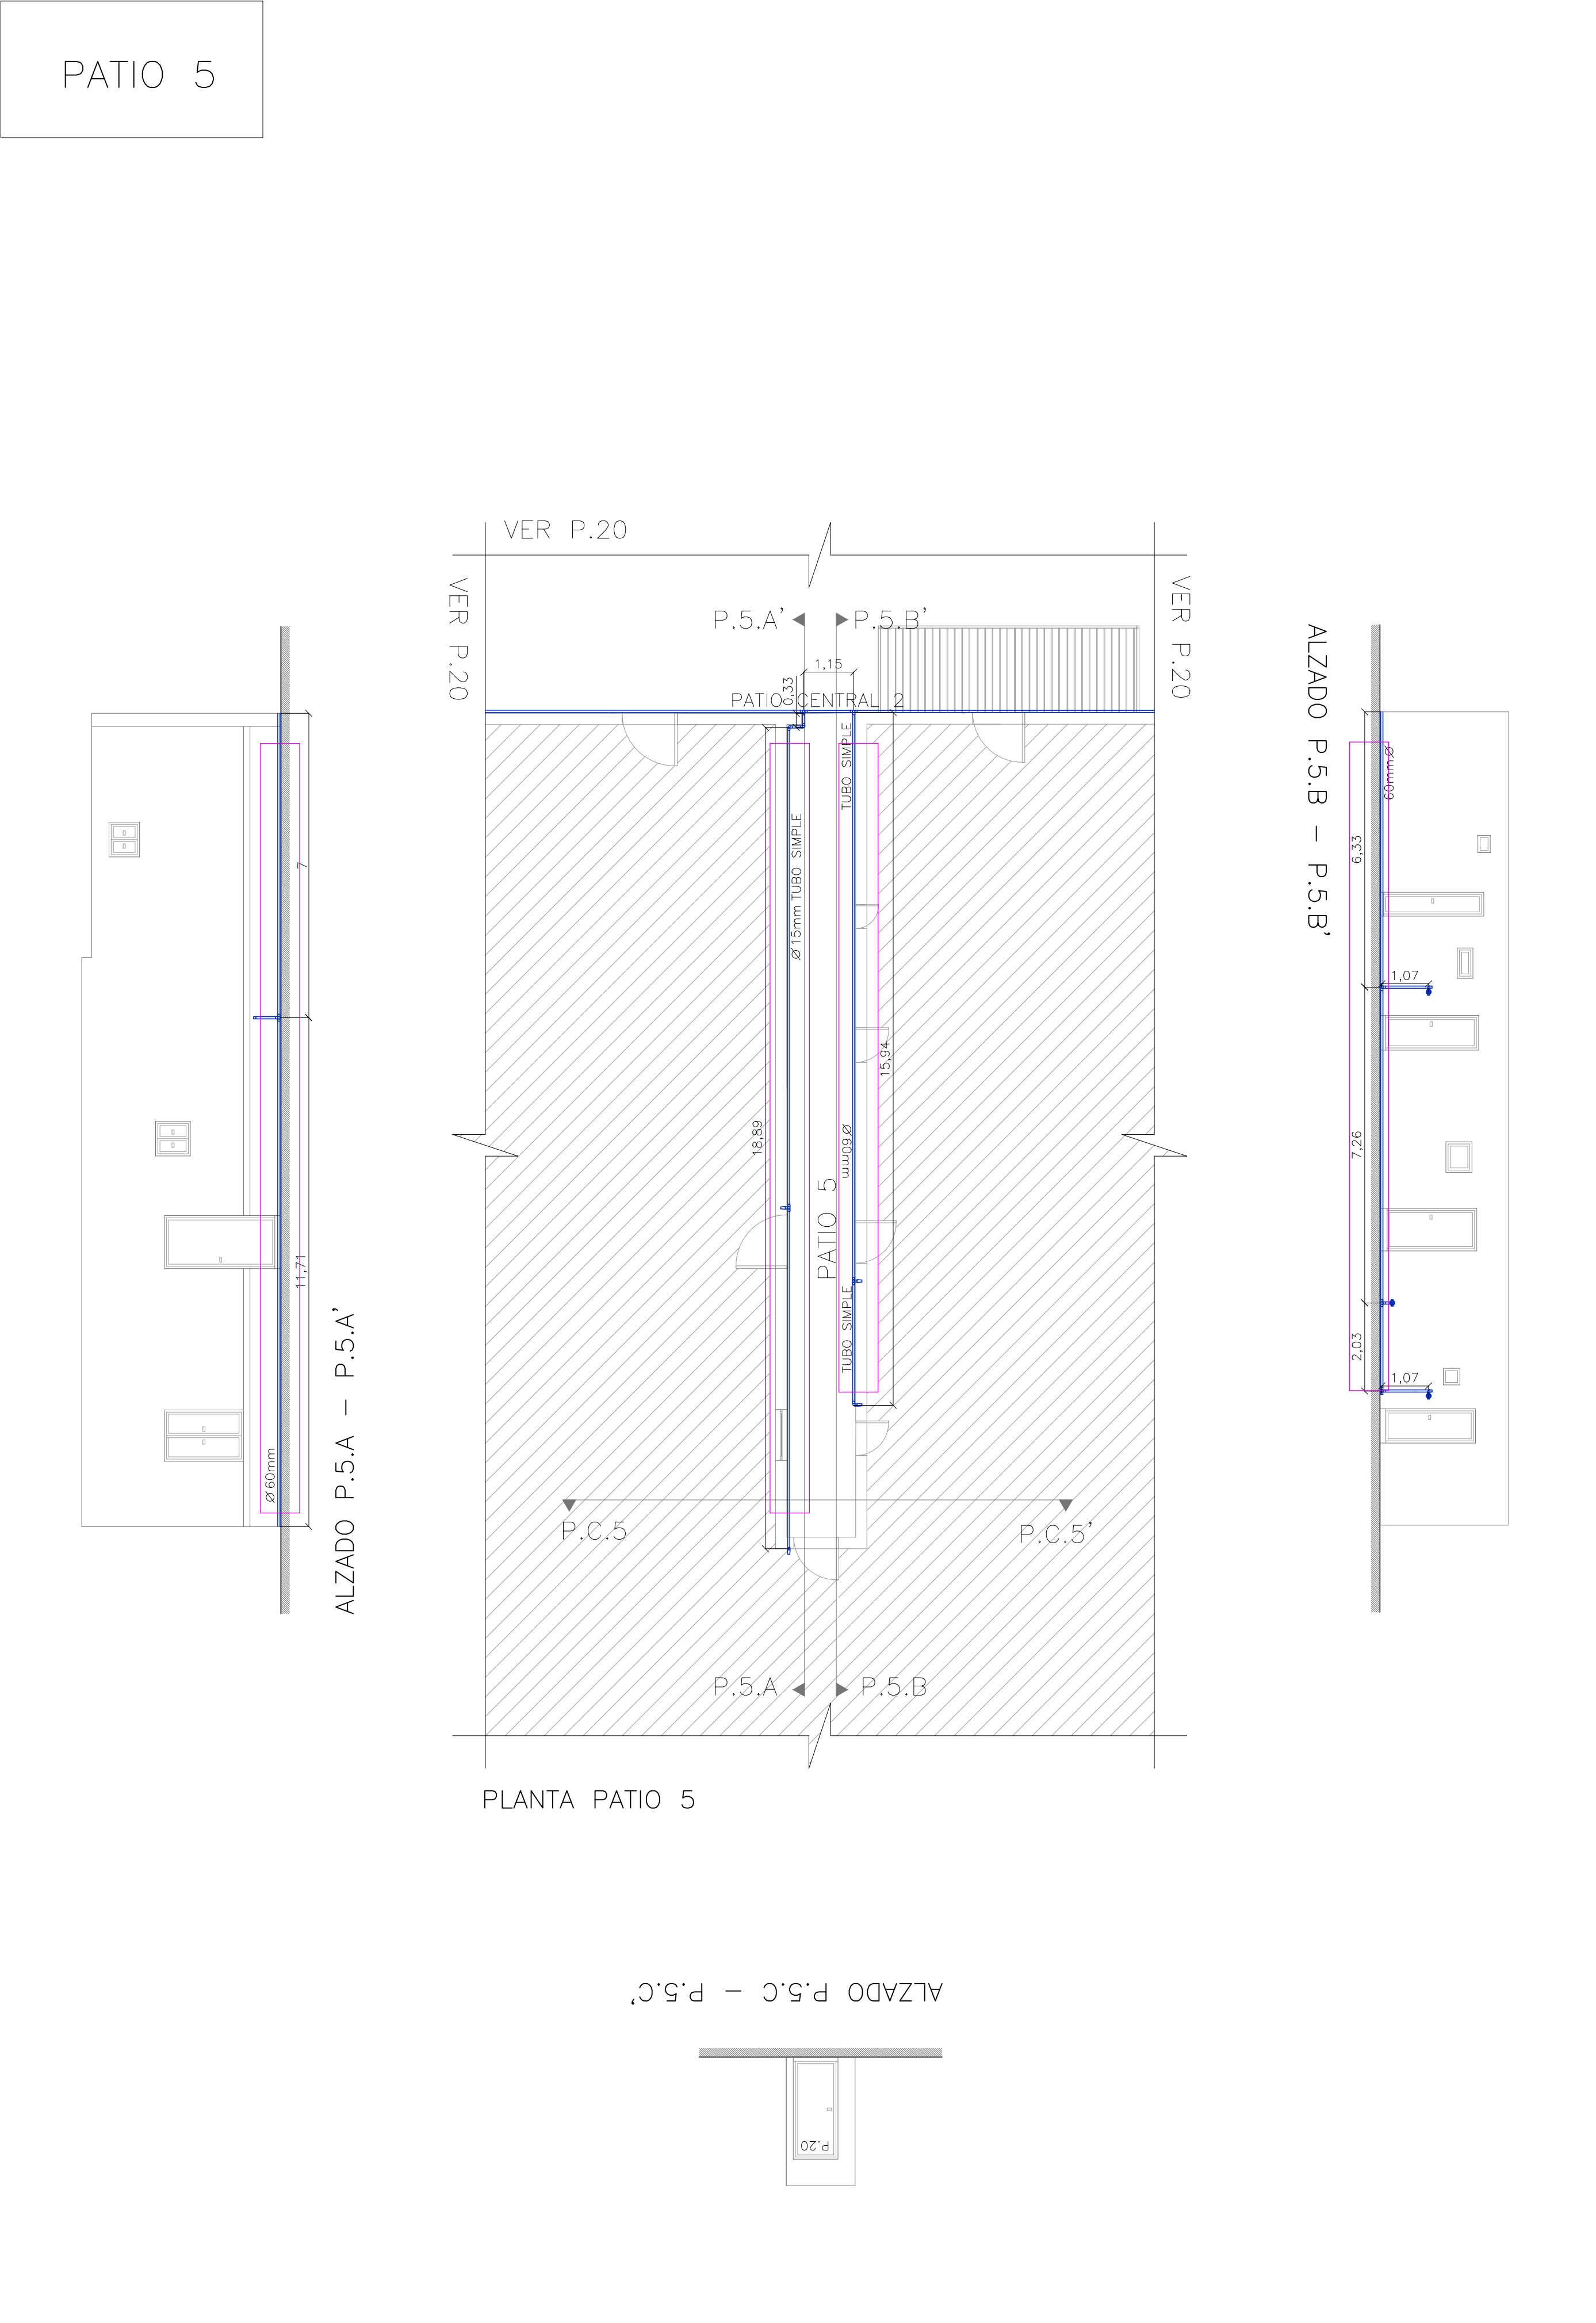 PATIO 5
VER P.20
VER P.20
VER P.20
P.5.A'
P.5.B'
1,15
0,33
PATIO CENTRAL 2
TUBO SIMPLE
Ø15mm TUBO SIMPLE
15,94
18,89
Ø60mm
PATIO 5
TUBO SIMPLE
P.C.5
P.C.5'
P.5.A
P.5.B
PLANTA PATIO 5
7
11,71
Ø60mm
ALZADO P.5.A - P.5.A'
ALZADO P.5.B - P.5.B'
60mmØ
6,33
1,07
7,26
2,03
1,07
ALZADO P.5.C - P.5.C'
P.20